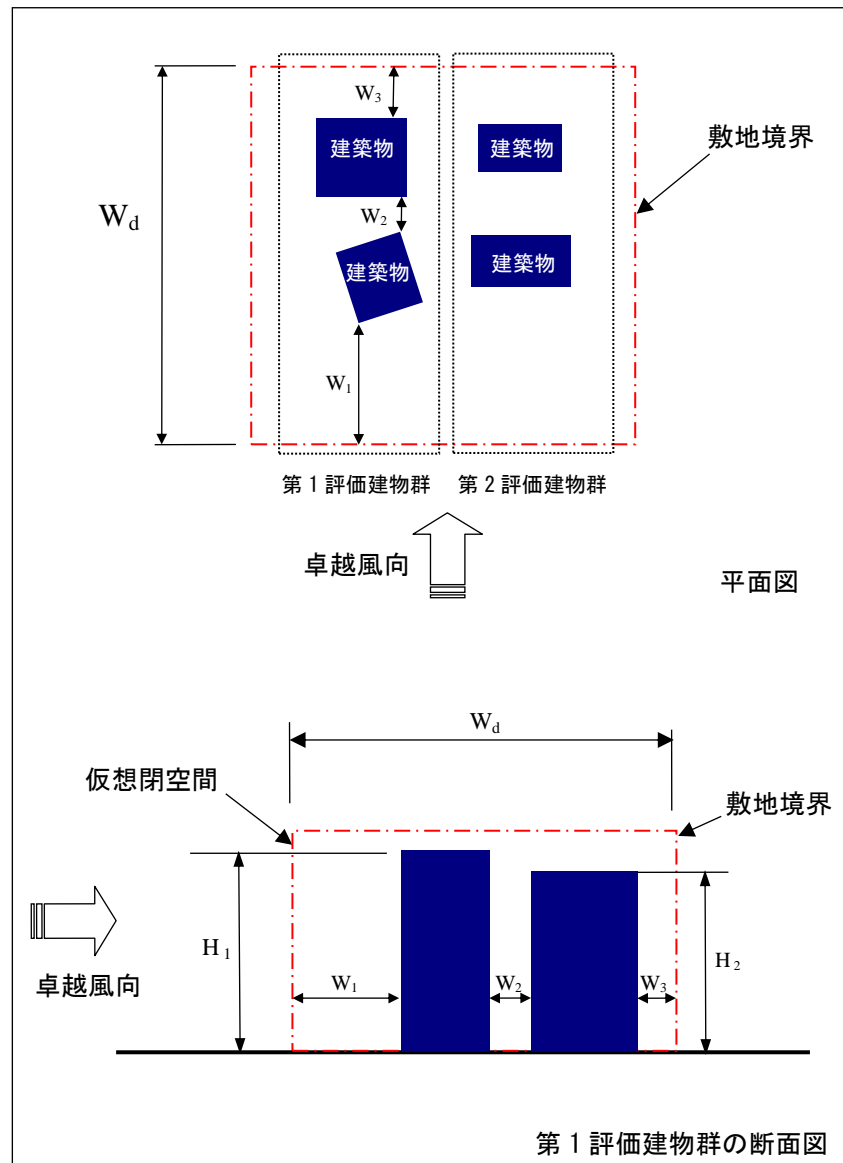 W3
建築物
建築物
敷地境界
Wd
W2
建築物
建築物
W1
第1評価建物群
第2評価建物群
卓越風向
平面図
Wd
仮想閉空間
敷地境界
H1
H2
W1
W2
W3
卓越風向
第1評価建物群の断面図